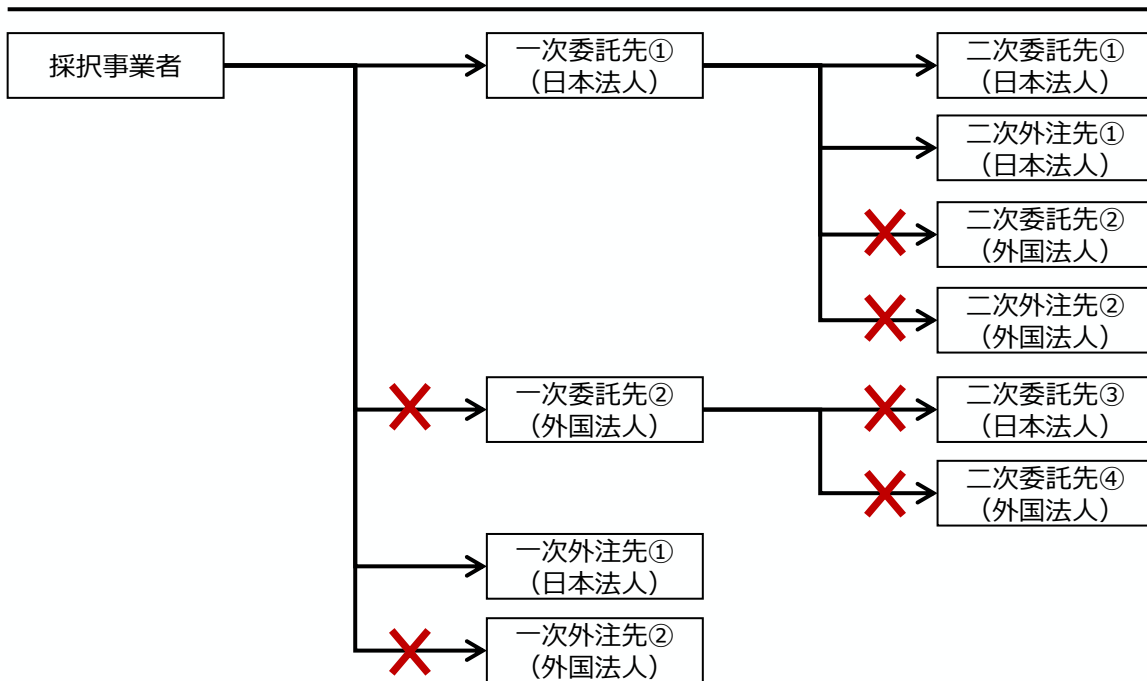 採択事業者
一次委託先①
（日本法人）
二次委託先①
（日本法人）
二次外注先①
（日本法人）
二次委託先②
（外国法人）
二次外注先②
（外国法人）
一次委託先②
（外国法人）
二次委託先③
（日本法人）
二次委託先④
（外国法人）
一次外注先①
（日本法人）
一次外注先②
（外国法人）